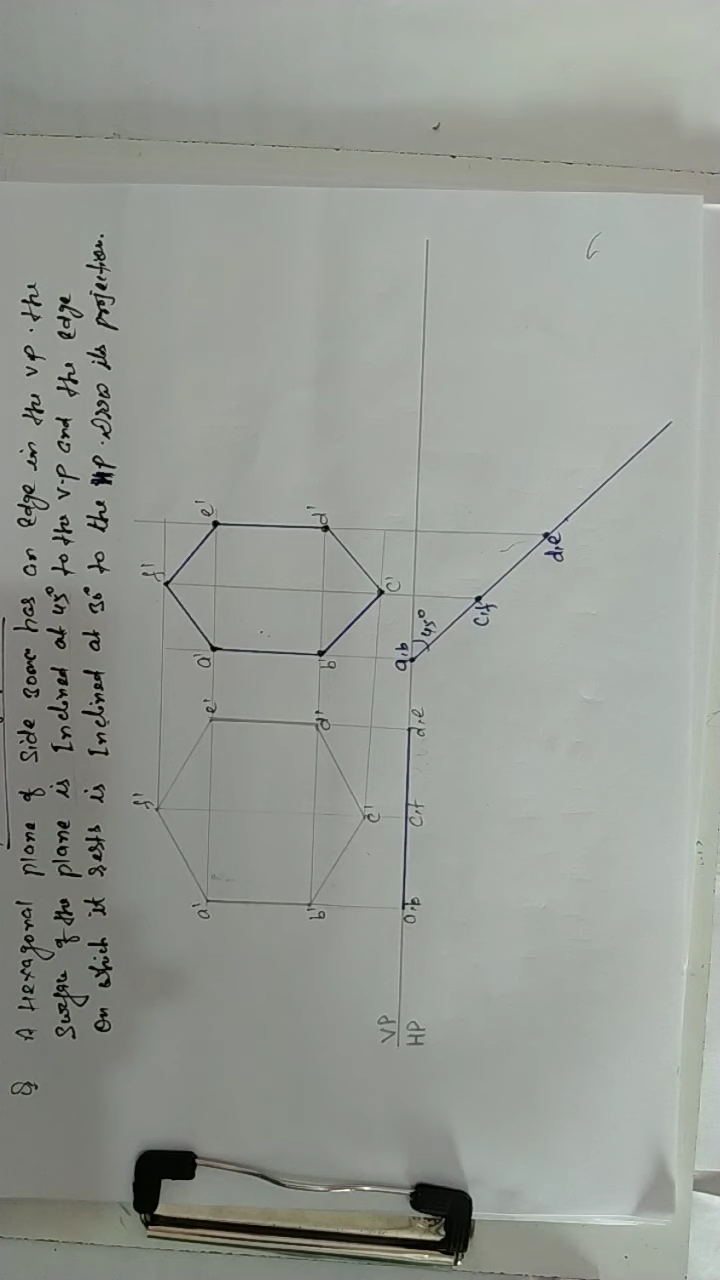 Q A Hexagonal plane of Side 30mm has an edge in the VP. the
Surface of the plane is Inclined at 45° to the V.P and the edge
on which it rests is Inclined at 30° to the HP. Draw its projection.
f' f'
a' e' a' e'
b' d' b' d'
c' c'
VP
HP
a,b c,f d,e a,b 45°
c,f
d,e